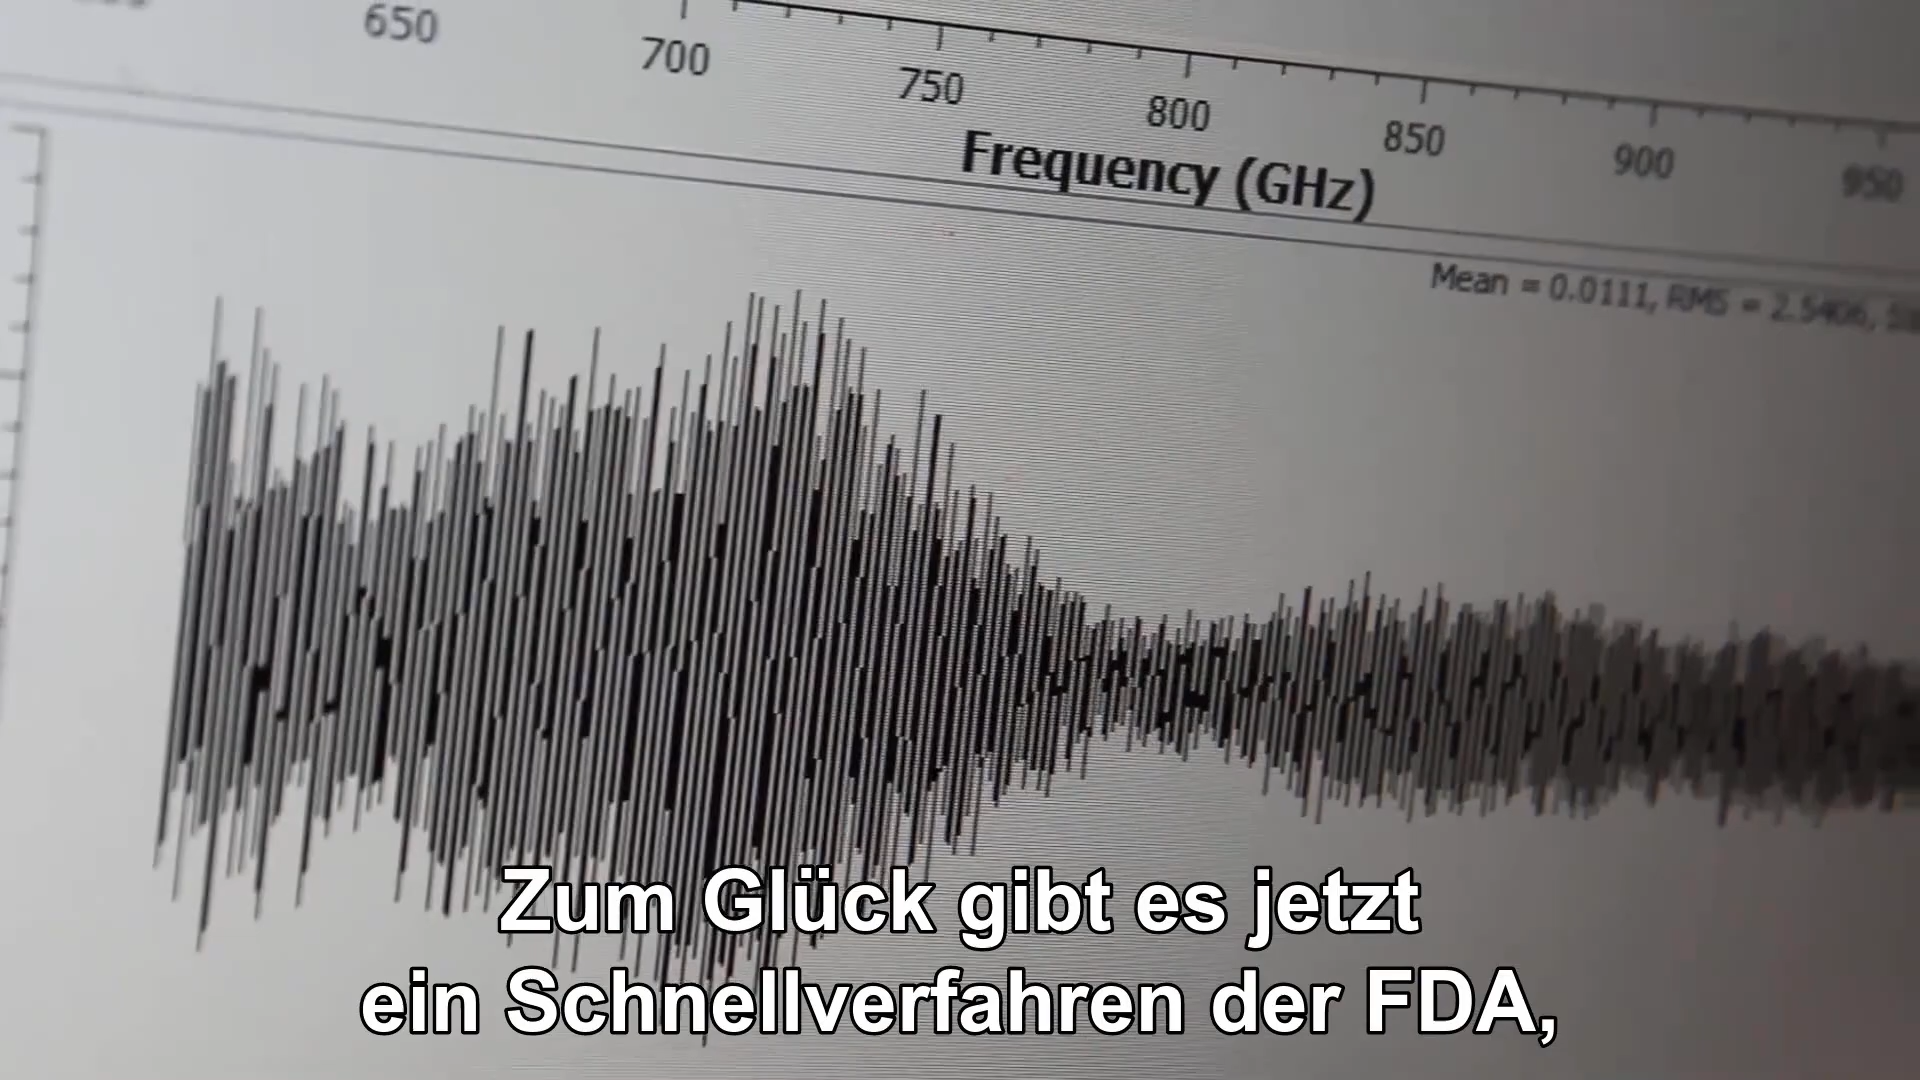 650 700 750 800 850 900 950
Frequency (GHz)
Mean = 0.0111, RMS = 2.5406,
Zum Glück gibt es jetzt
ein Schnellverfahren der FDA,